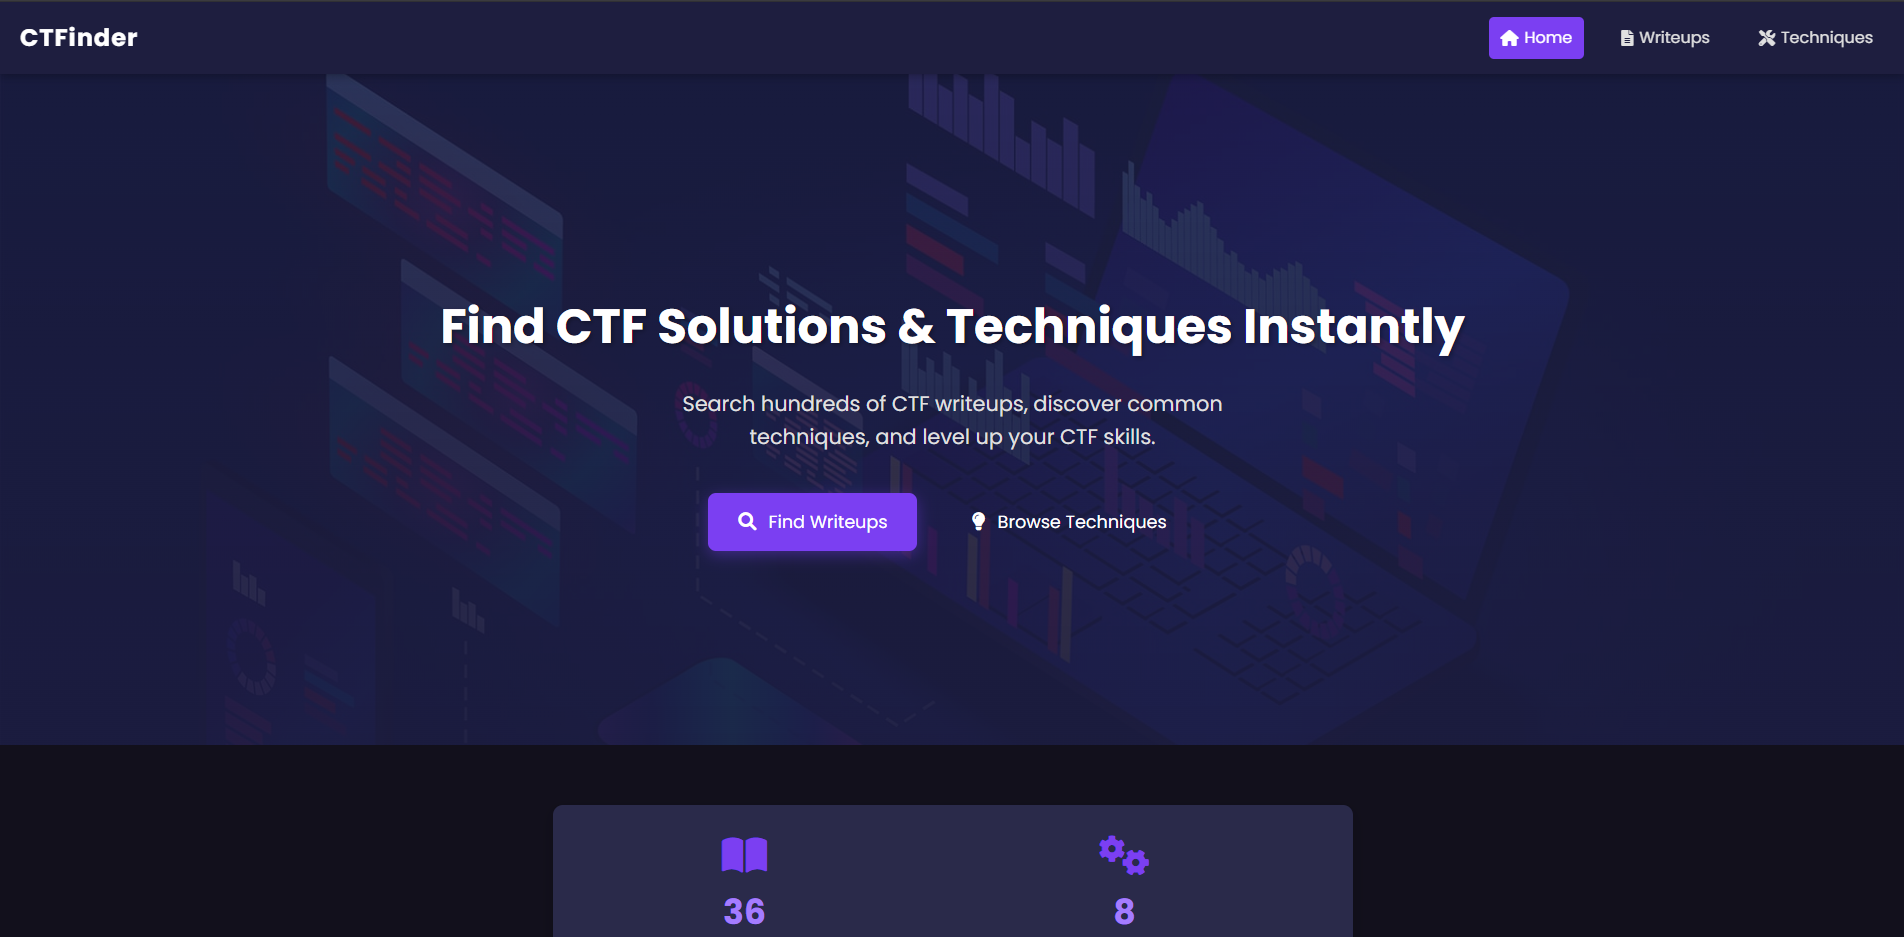 CTFinder
Home
Writeups
Techniques
Find CTF Solutions & Techniques Instantly
Search hundreds of CTF writeups, discover common
techniques, and level up your CTF skills.
Find Writeups
Browse Techniques
36
8